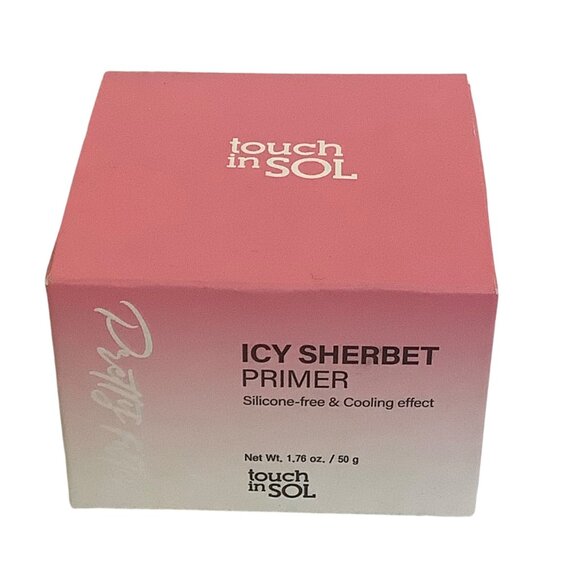 touch
in SOL
Pretty
ICY SHERBET
PRIMER
Silicone-free & Cooling effect
Net Wt. 1.76 oz. / 50 g
touch
in SOL